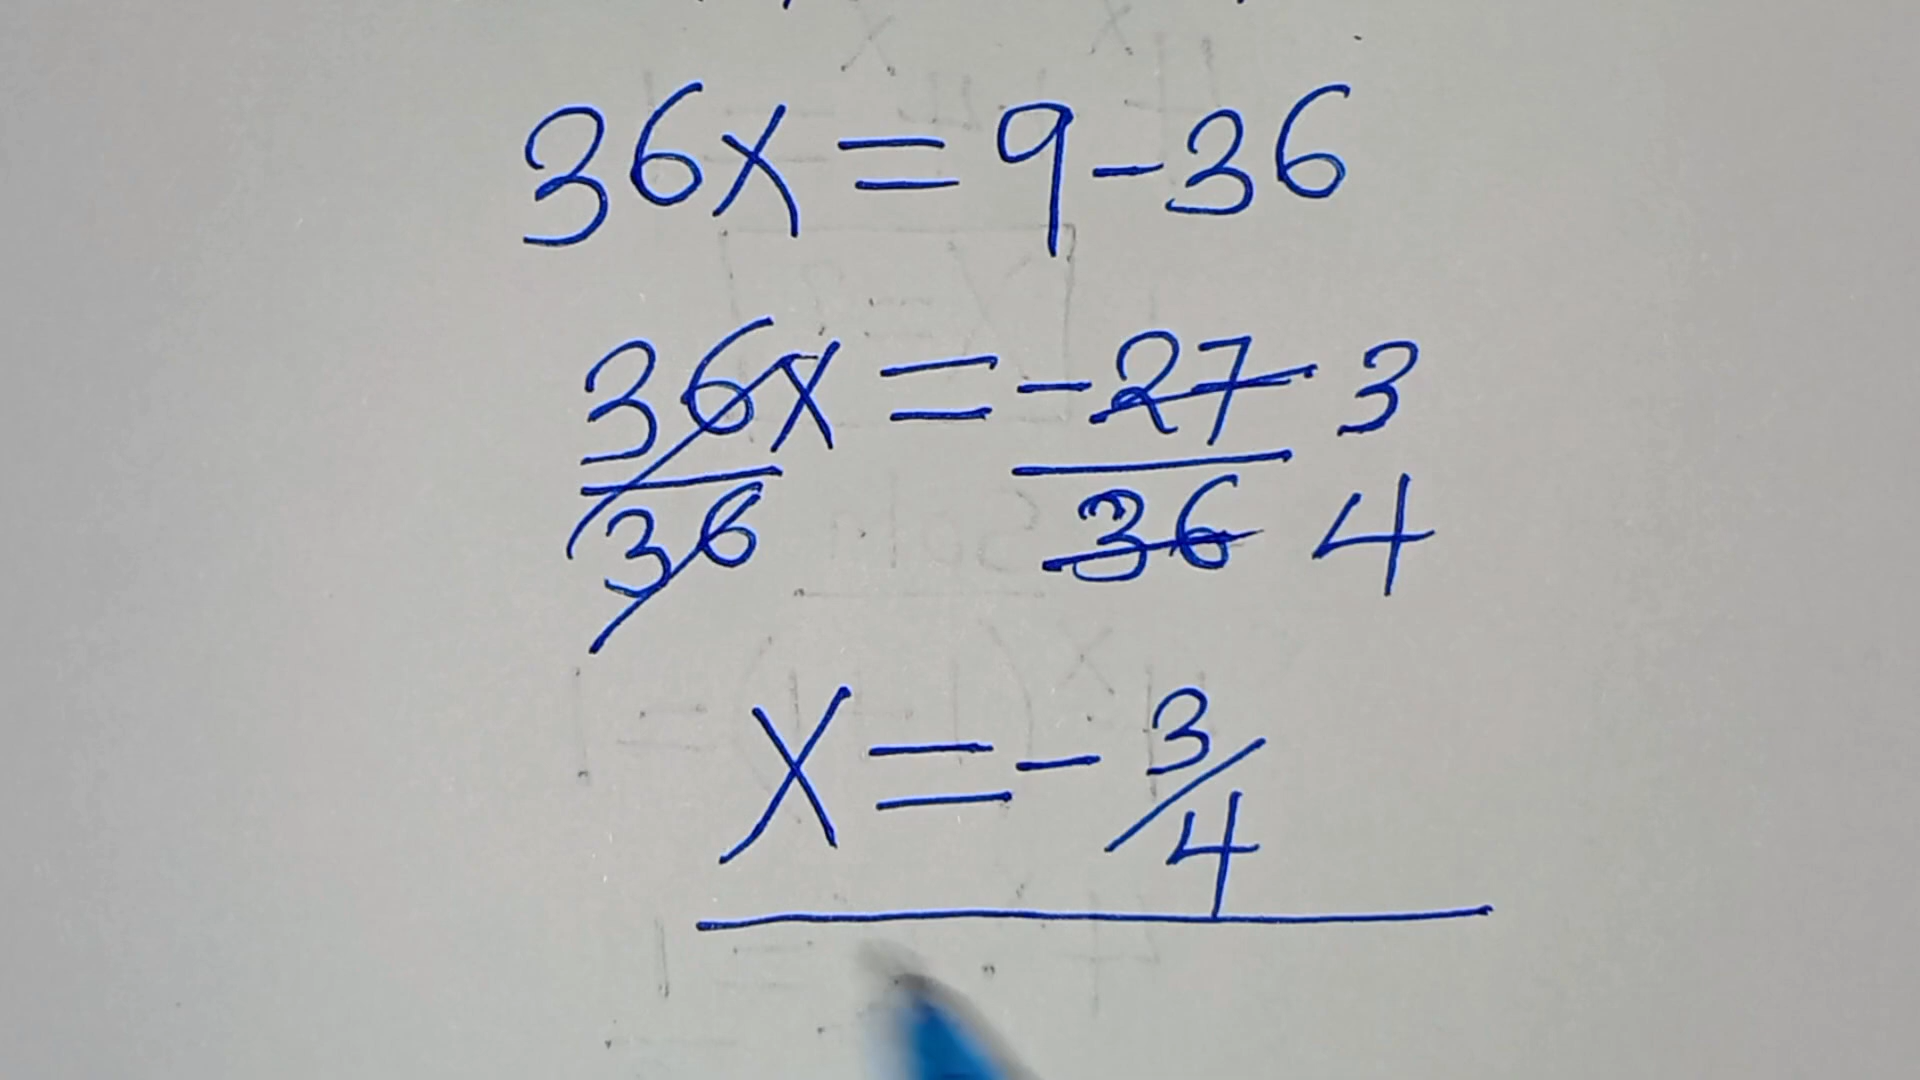 36x = 9 - 36
36x/36 = -27/36 3/4
x = -3/4